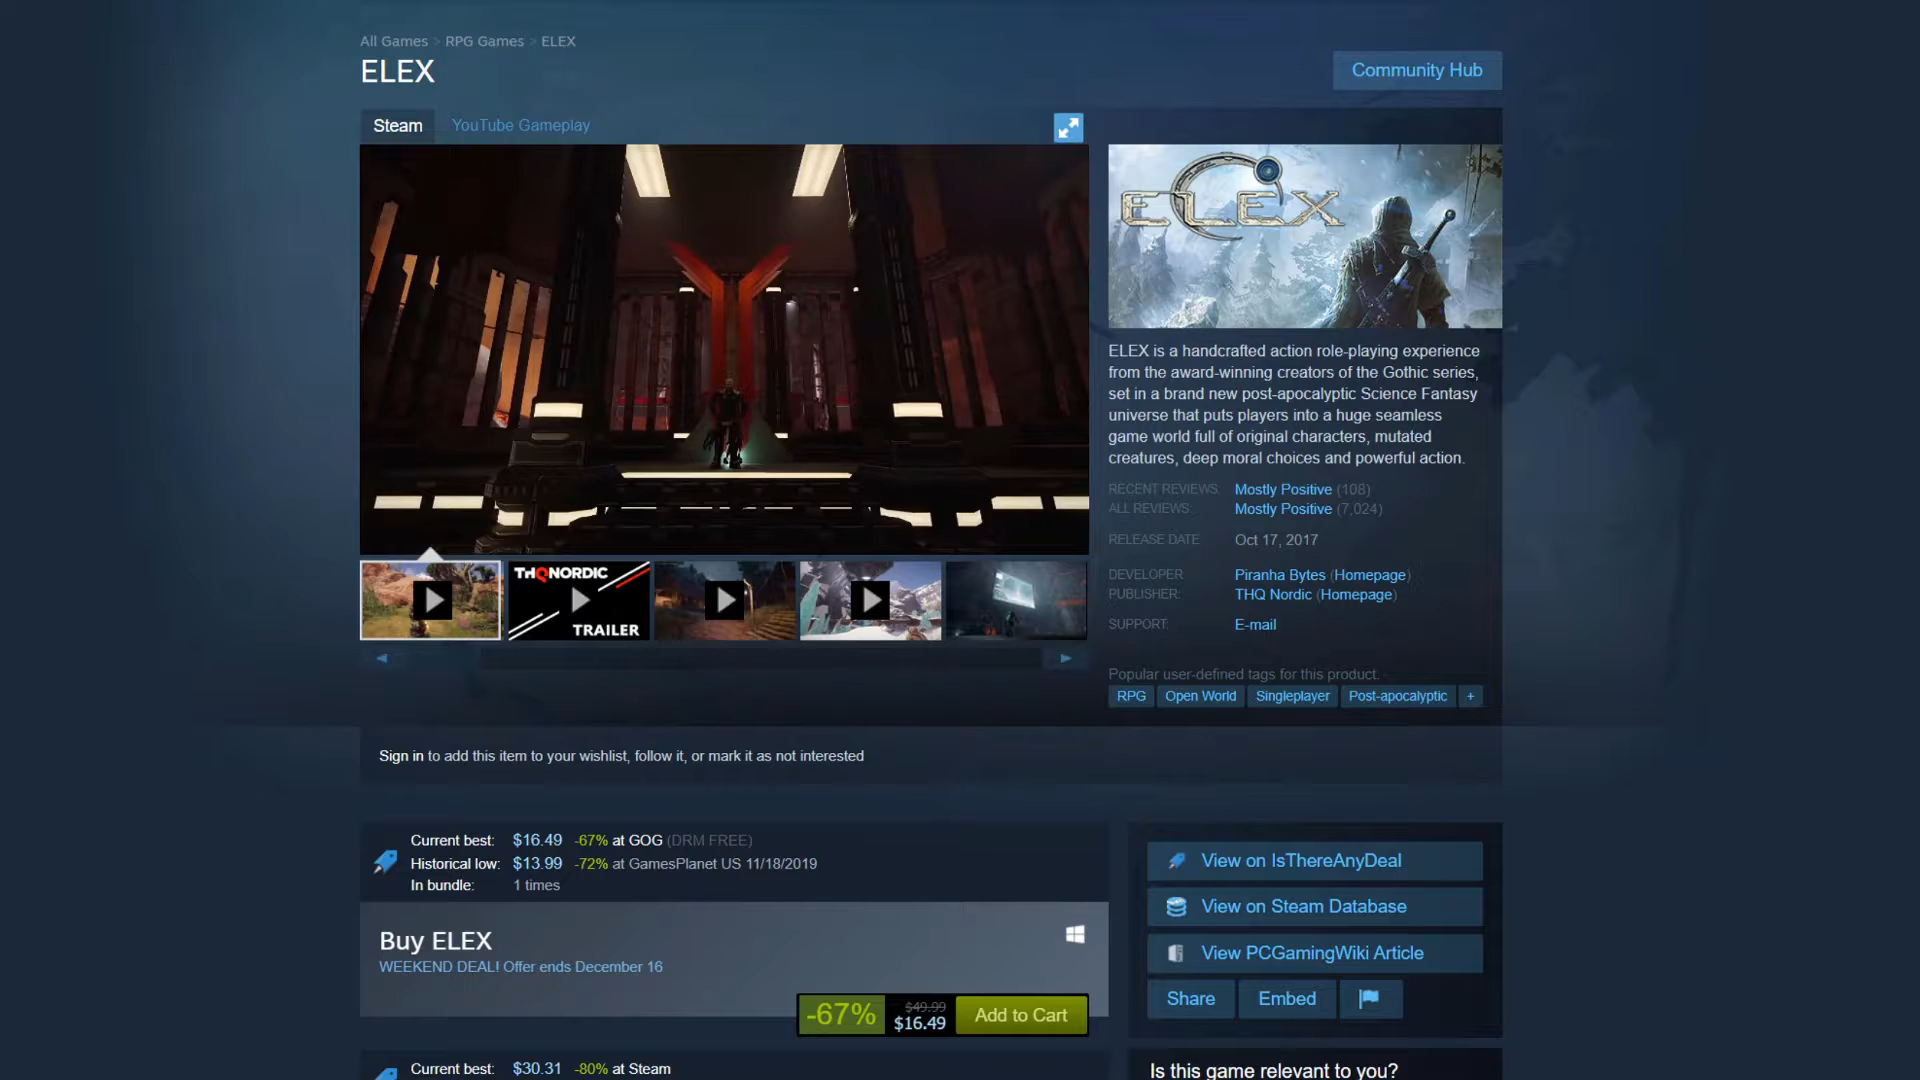 All Games > RPG Games > ELEX
ELEX
Community Hub
Steam
YouTube Gameplay
ELEX
ELEX is a handcrafted action role-playing experience
from the award-winning creators of the Gothic series,
set in a brand new post-apocalyptic Science Fantasy
universe that puts players into a huge seamless
game world full of original characters, mutated
creatures, deep moral choices and powerful action.
RECENT REVIEWS: Mostly Positive (108)
ALL REVIEWS: Mostly Positive (7,024)
RELEASE DATE: Oct 17, 2017
DEVELOPER: Piranha Bytes (Homepage)
PUBLISHER: THQ Nordic (Homepage)
SUPPORT: E-mail
THQ NORDIC
TRAILER
Popular user-defined tags for this product:
RPG Open World Singleplayer Post-apocalyptic +
Sign in to add this item to your wishlist, follow it, or mark it as not interested
Current best: $16.49 -67% at GOG (DRM FREE)
Historical low: $13.99 -72% at GamesPlanet US 11/18/2019
In bundle: 1 times
Buy ELEX
WEEKEND DEAL! Offer ends December 16
-67% $49.99 $16.49 Add to Cart
View on IsThereAnyDeal
View on Steam Database
View PCGamingWiki Article
Share Embed
Current best: $30.31 -80% at Steam
Is this game relevant to you?